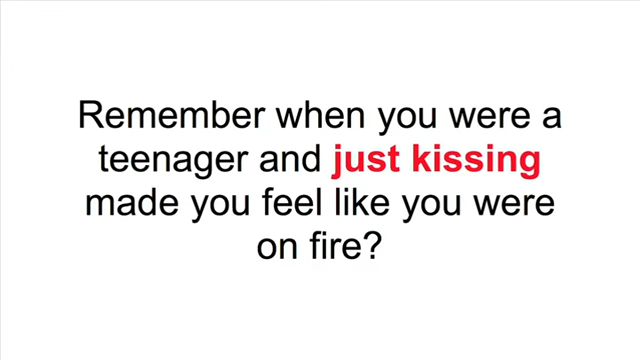 Remember when you were a
teenager and just kissing
made you feel like you were
on fire?